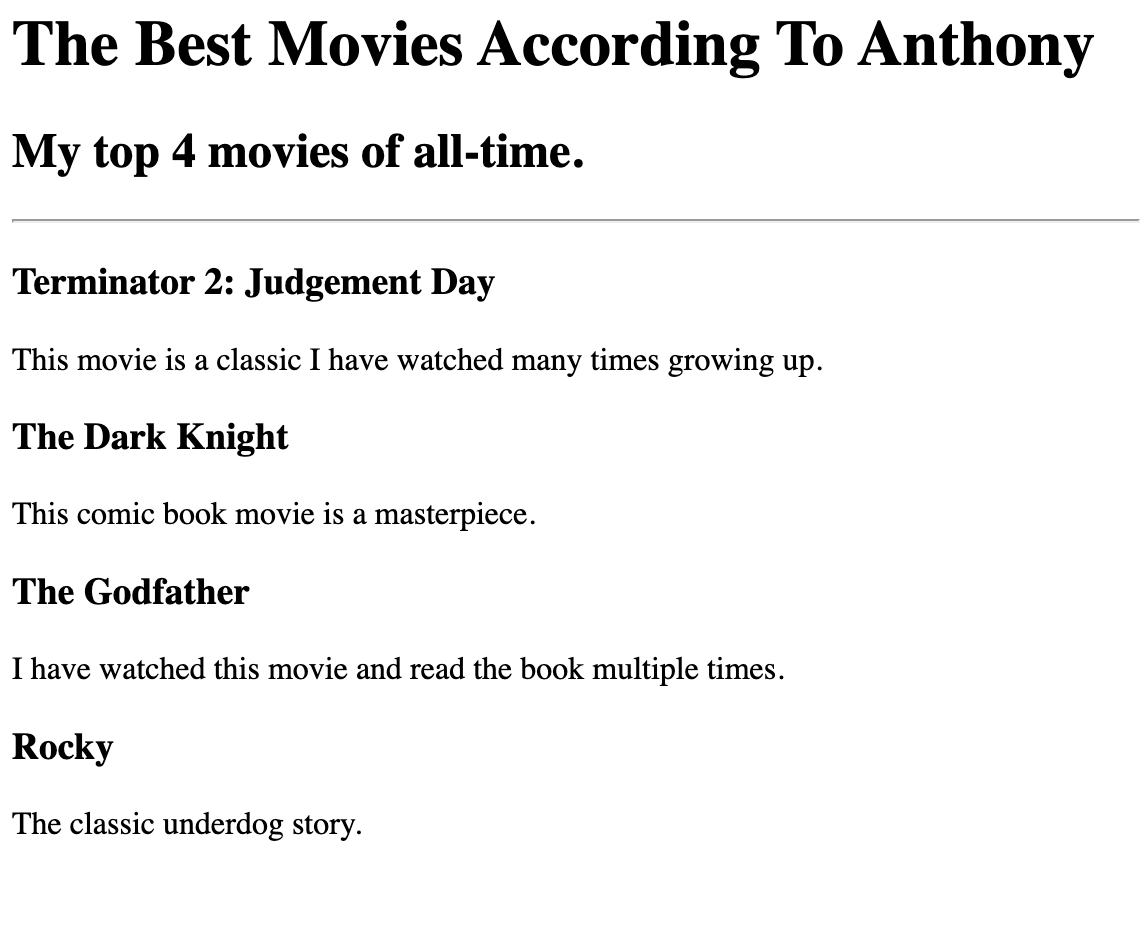 The Best Movies According To Anthony
My top 4 movies of all-time.
Terminator 2: Judgement Day
This movie is a classic I have watched many times growing up.
The Dark Knight
This comic book movie is a masterpiece.
The Godfather
I have watched this movie and read the book multiple times.
Rocky
The classic underdog story.